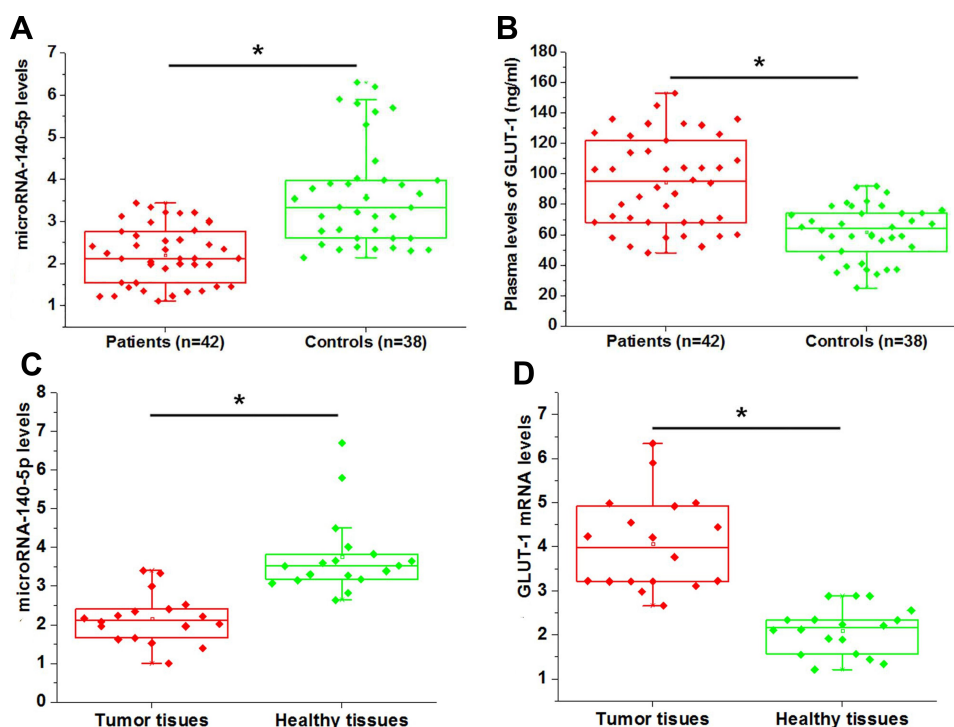 A
microRNA-140-5p levels
7
6
5
4
3
2
1
*
Patients (n=42)
Controls (n=38)
B
Plasma levels of GLUT-1 (ng/ml)
180
160
140
120
100
80
60
40
20
0
*
Patients (n=42)
Controls (n=38)
C
microRNA-140-5p levels
8
7
6
5
4
3
2
1
0
*
Tumor tisues
Healthy tissues
D
GLUT-1 mRNA levels
7
6
5
4
3
2
1
*
Tumor tissues
Healthy tissues